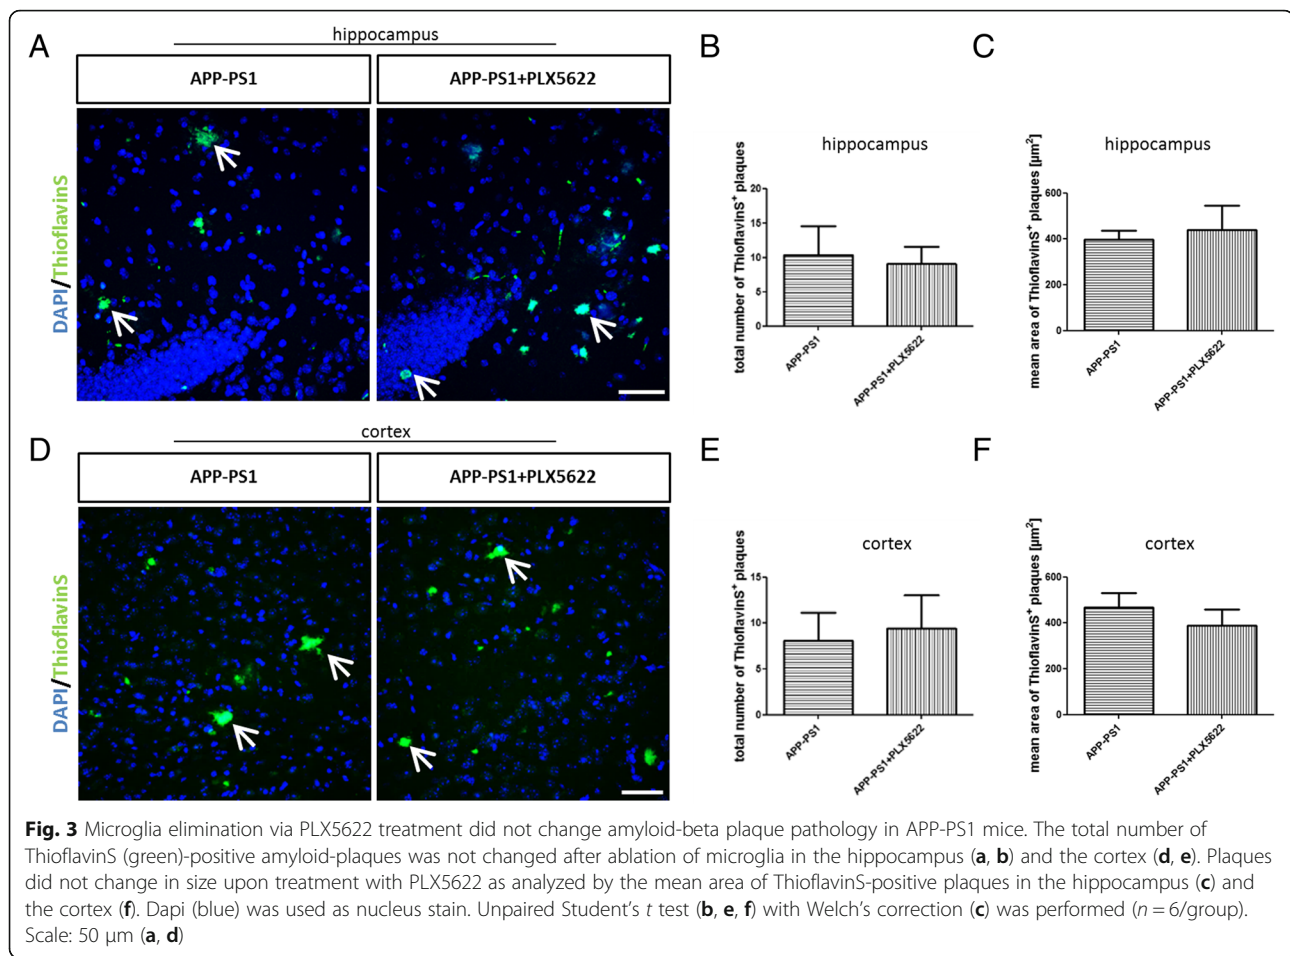 A
hippocampus
APP-PS1
APP-PS1+PLX5622
DAPI/ThioflavinS
B
hippocampus
total number of ThioflavinS⁺ plaques
20
15
10
5
0
APP-PS1
APP-PS1+PLX5622
C
hippocampus
mean area of ThioflavinS⁺ plaques [µm²]
600
400
200
0
APP-PS1
APP-PS1+PLX5622
D
cortex
APP-PS1
APP-PS1+PLX5622
DAPI/ThioflavinS
E
cortex
total number of ThioflavinS⁺ plaques
15
10
5
0
APP-PS1
APP-PS1+PLX5622
F
cortex
mean area of ThioflavinS⁺ plaques [µm²]
600
400
200
0
APP-PS1
APP-PS1+PLX5622
Fig. 3 Microglia elimination via PLX5622 treatment did not change amyloid-beta plaque pathology in APP-PS1 mice. The total number of
ThioflavinS (green)-positive amyloid-plaques was not changed after ablation of microglia in the hippocampus (a, b) and the cortex (d, e). Plaques
did not change in size upon treatment with PLX5622 as analyzed by the mean area of ThioflavinS-positive plaques in the hippocampus (c) and
the cortex (f). Dapi (blue) was used as nucleus stain. Unpaired Student's t test (b, e, f) with Welch's correction (c) was performed (n = 6/group).
Scale: 50 µm (a, d)